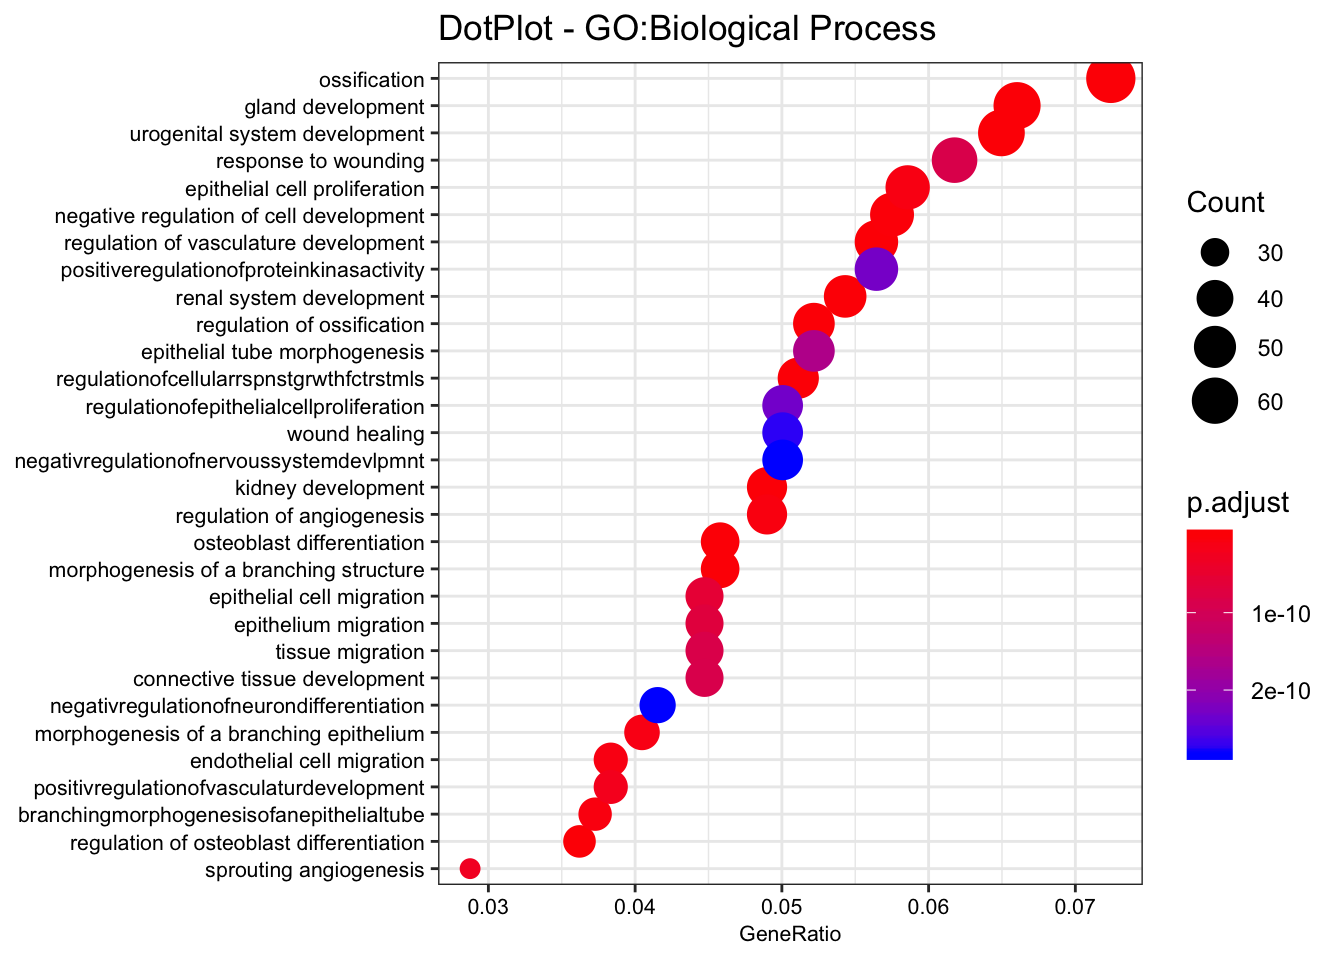 DotPlot - GO:Biological Process
ossification
gland development
urogenital system development
response to wounding
epithelial cell proliferation
negative regulation of cell development
regulation of vasculature development
positiveregulationofproteinkinasactivity
renal system development
regulation of ossification
epithelial tube morphogenesis
regulationofcellularrspnstgrwthfctrstmls
regulationofepithelialcellproliferation
wound healing
negativregulationofnervoussystemdevlpmnt
kidney development
regulation of angiogenesis
osteoblast differentiation
morphogenesis of a branching structure
epithelial cell migration
epithelium migration
tissue migration
connective tissue development
negativregulationofneurondifferentiation
morphogenesis of a branching epithelium
endothelial cell migration
positivregulationofvasculaturdevelopment
branchingmorphogenesisofanepithelialtube
regulation of osteoblast differentiation
sprouting angiogenesis
0.03 0.04 0.05 0.06 0.07
GeneRatio
Count
30
40
50
60
p.adjust
1e-10
2e-10